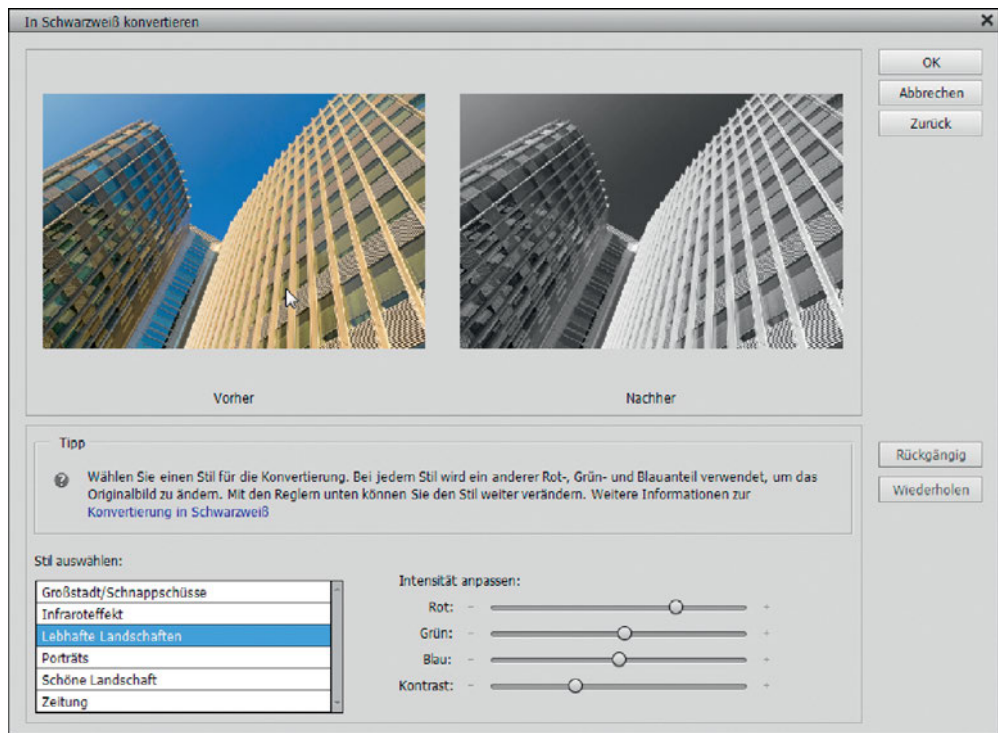 In Schwarzweiß konvertieren
OK
Abbrechen
Zurück
Vorher
Nachher
Tipp
Wählen Sie einen Stil für die Konvertierung. Bei jedem Stil wird ein anderer Rot-, Grün- und Blauanteil verwendet, um das
Originalbild zu ändern. Mit den Reglern unten können Sie den Stil weiter verändern. Weitere Informationen zur
Konvertierung in Schwarzweiß
Rückgängig
Wiederholen
Stil auswählen:
Großstadt/Schnappschüsse
Infraroteffekt
Lebhafte Landschaften
Porträts
Schöne Landschaft
Zeitung
Intensität anpassen:
Rot: - +
Grün: - +
Blau: - +
Kontrast: - +